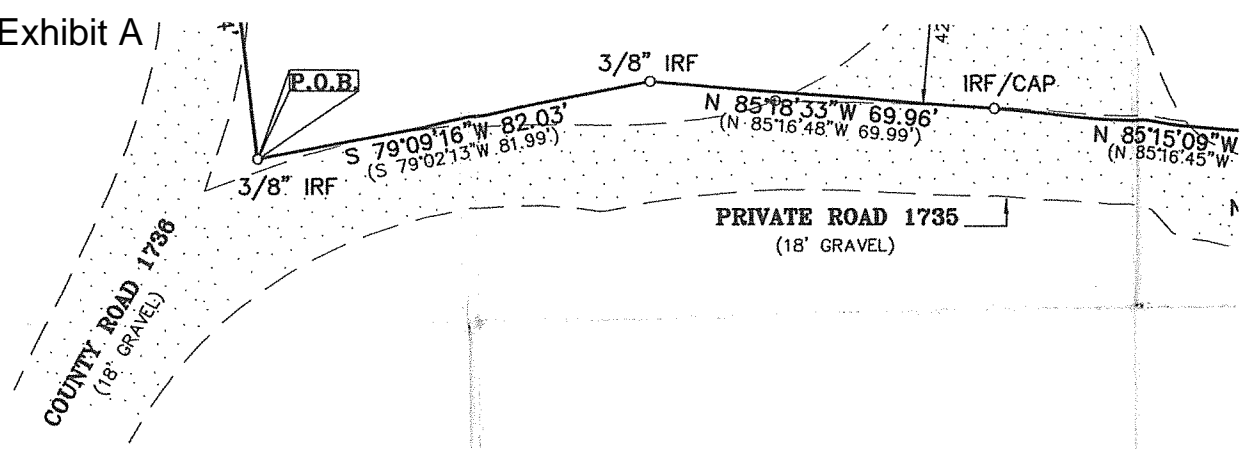 Exhibit A
P.O.B.
3/8" IRF
IRF/CAP
S 79°09'16"W 82.03'
(S 79°02'13"W 81.99')
N 85°18'33"W 69.96'
(N 85°16'48"W 69.99')
N 85°15'09"W
(N 85°16'45"W
3/8" IRF
PRIVATE ROAD 1735
(18' GRAVEL)
COUNTY ROAD 1736
(18' GRAVEL)
N